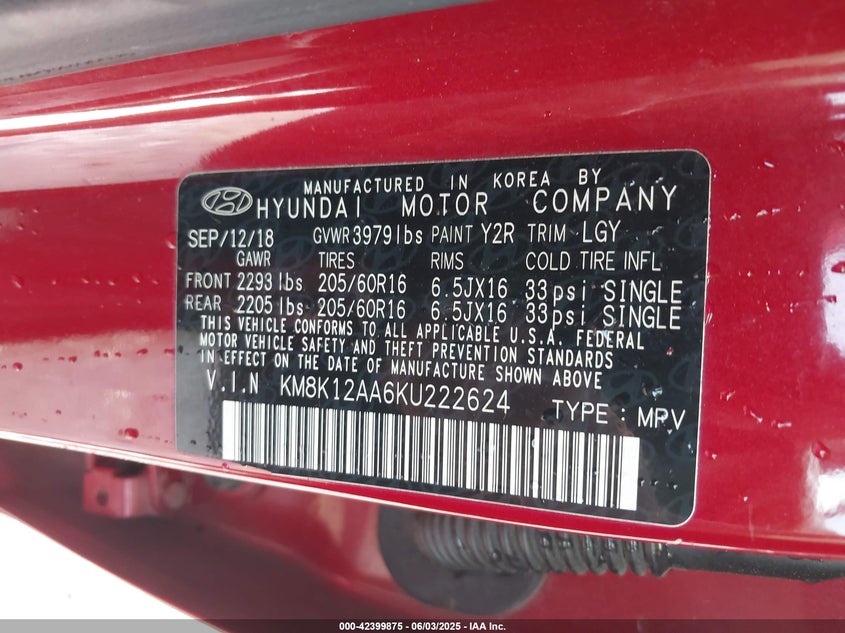 MANUFACTURED IN KOREA BY
HYUNDAI MOTOR COMPANY
SEP/12/18 GVWR 3979 lbs PAINT Y2R TRIM LGY
GAWR TIRES RIMS COLD TIRE INFL
FRONT 2293 lbs 205/60R16 6.5JX16 33psi SINGLE
REAR 2205 lbs 205/60R16 6.5JX16 33psi SINGLE
THIS VEHICLE CONFORMS TO ALL APPLICABLE U.S.A. FEDERAL
MOTOR VEHICLE SAFETY AND THEFT PREVENTION STANDARDS
IN EFFECT ON THE DATE OF MANUFACTURE SHOWN ABOVE
V.I.N KM8K12AA6KU222624 TYPE : MPV
000-42399875 - 06/03/2025 - IAA Inc.